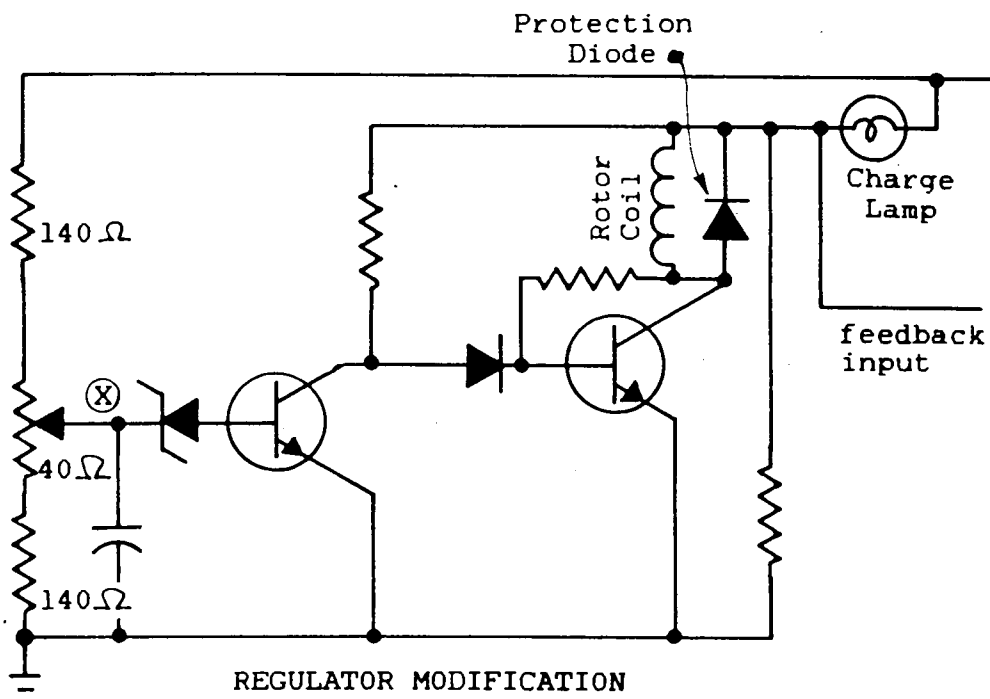 Protection
Diode
140Ω
Rotor
Coil
Charge
Lamp
feedback
input
X
40Ω
140Ω
REGULATOR MODIFICATION